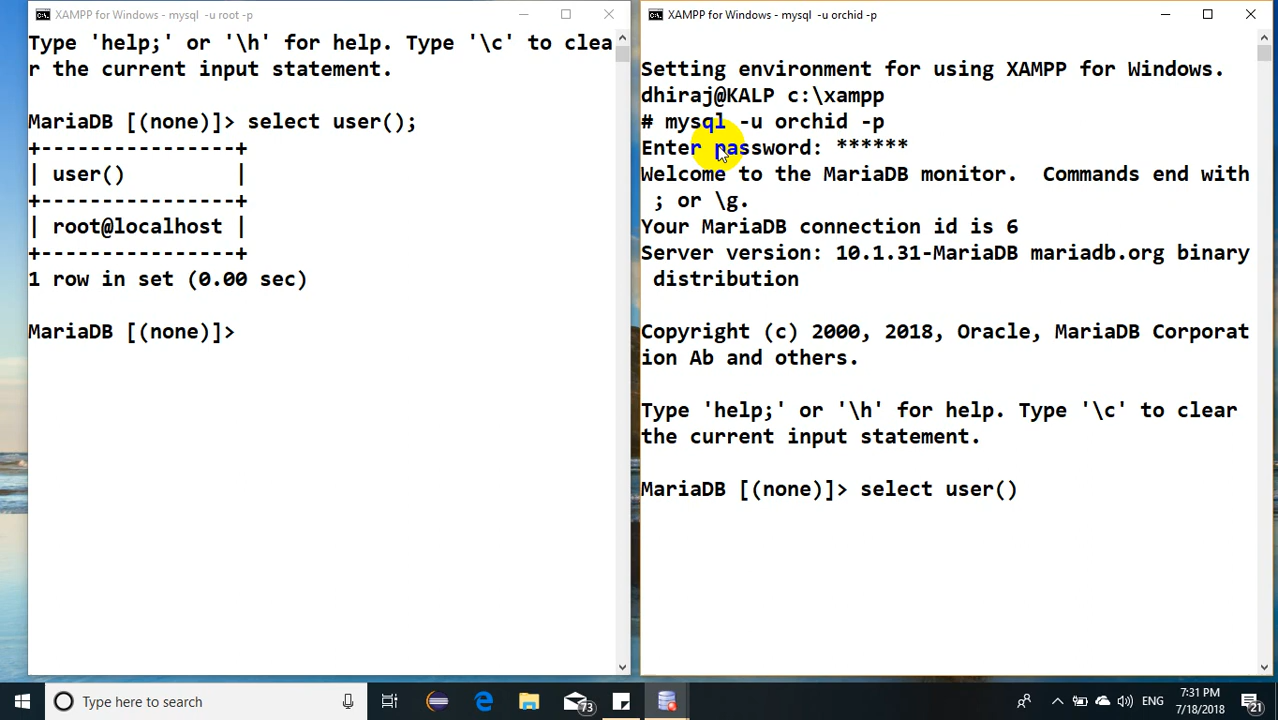 XAMPP for Windows - mysql -u root -p
Type 'help;' or '\h' for help. Type '\c' to clea
r the current input statement.
MariaDB [(none)]> select user();
+----------------+
| user()         |
+----------------+
| root@localhost |
+----------------+
1 row in set (0.00 sec)
MariaDB [(none)]>
XAMPP for Windows - mysql -u orchid -p
Setting environment for using XAMPP for Windows.
dhiraj@KALP c:\xampp
# mysql -u orchid -p
Enter password: ******
Welcome to the MariaDB monitor.  Commands end with
 ; or \g.
Your MariaDB connection id is 6
Server version: 10.1.31-MariaDB mariadb.org binary
 distribution
Copyright (c) 2000, 2018, Oracle, MariaDB Corporat
ion Ab and others.
Type 'help;' or '\h' for help. Type '\c' to clear
the current input statement.
MariaDB [(none)]> select user()
Type here to search
73
ENG
7:31 PM
7/18/2018
21